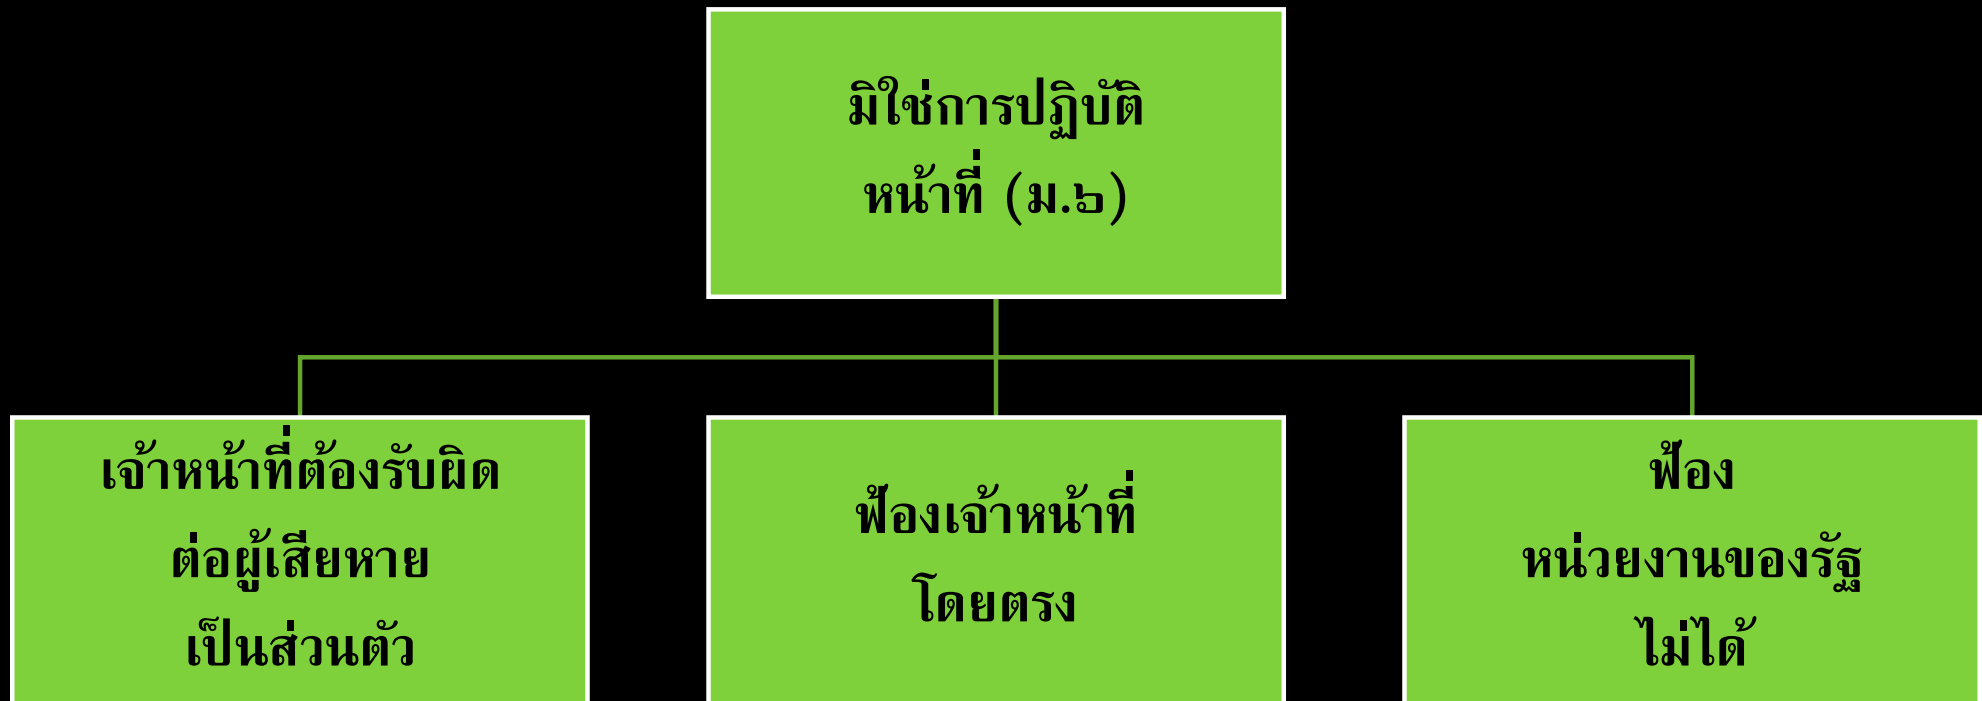 มิใช่การปฏิบัติ
หน้าที่ (ม.๖)
เจ้าหน้าที่ต้องรับผิด
ต่อผู้เสียหาย
เป็นส่วนตัว
ฟ้องเจ้าหน้าที่
โดยตรง
ฟ้อง
หน่วยงานของรัฐ
ไม่ได้